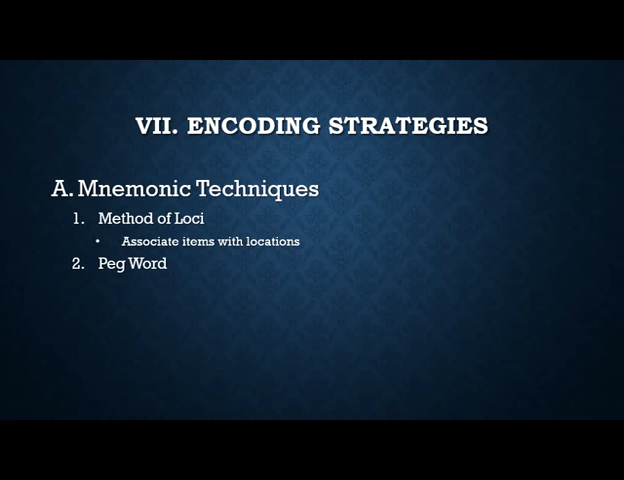 VII. ENCODING STRATEGIES
A. Mnemonic Techniques
1. Method of Loci
• Associate items with locations
2. Peg Word